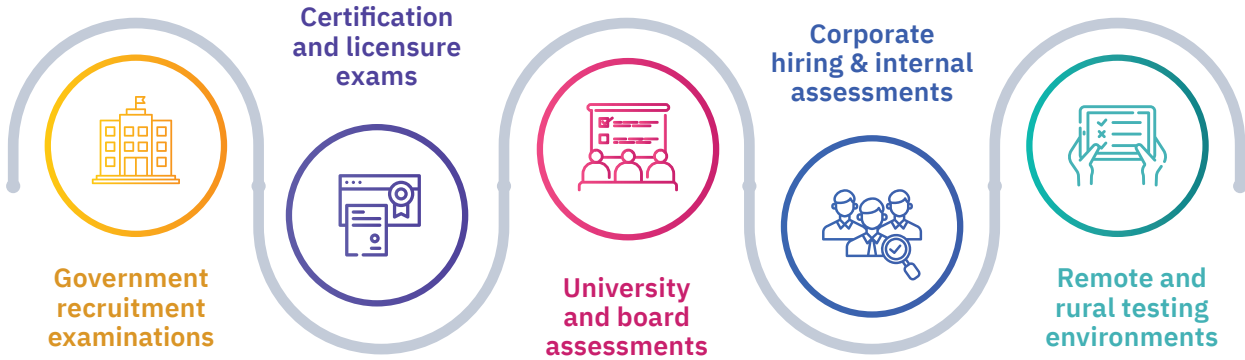 Government
recruitment
examinations
Certification
and licensure
exams
University
and board
assessments
Corporate
hiring & internal
assessments
Remote and
rural testing
environments